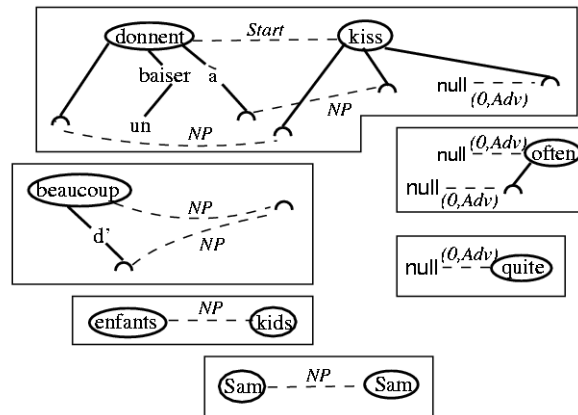 donnent Start kiss
baiser à
un
NP
null (0,Adv)
NP
null (0,Adv) often
null (0,Adv)
beaucoup NP
d' NP
null (0,Adv) quite
enfants NP kids
Sam NP Sam